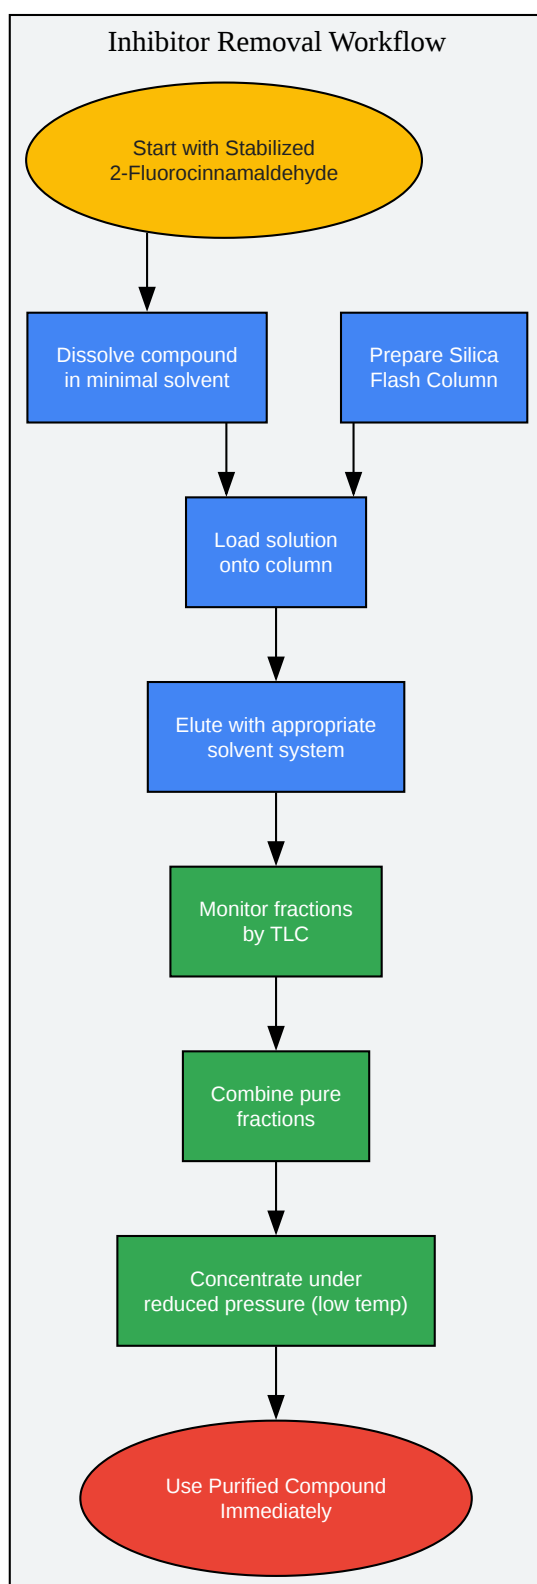 Inhibitor Removal Workflow
Start with Stabilized
2-Fluorocinnamaldehyde
Dissolve compound
in minimal solvent
Prepare Silica
Flash Column
Load solution
onto column
Elute with appropriate
solvent system
Monitor fractions
by TLC
Combine pure
fractions
Concentrate under
reduced pressure (low temp)
Use Purified Compound
Immediately